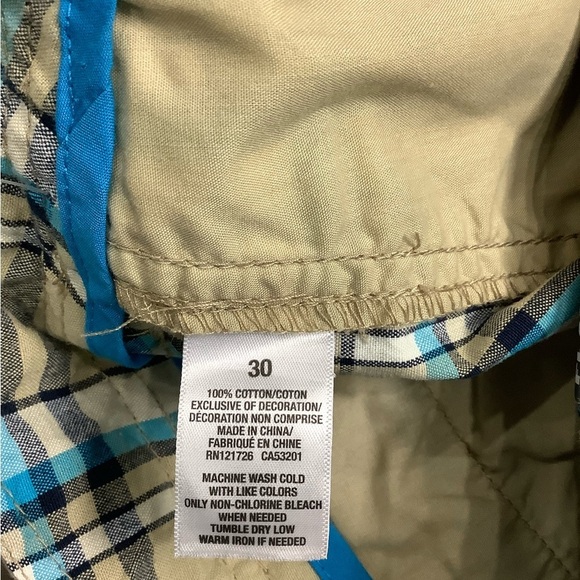 30
100% COTTON/COTON
EXCLUSIVE OF DECORATION/
DÉCORATION NON COMPRISE
MADE IN CHINA/
FABRIQUÉ EN CHINE
RN121726 CA53201
MACHINE WASH COLD
WITH LIKE COLORS
ONLY NON-CHLORINE BLEACH
WHEN NEEDED
TUMBLE DRY LOW
WARM IRON IF NEEDED